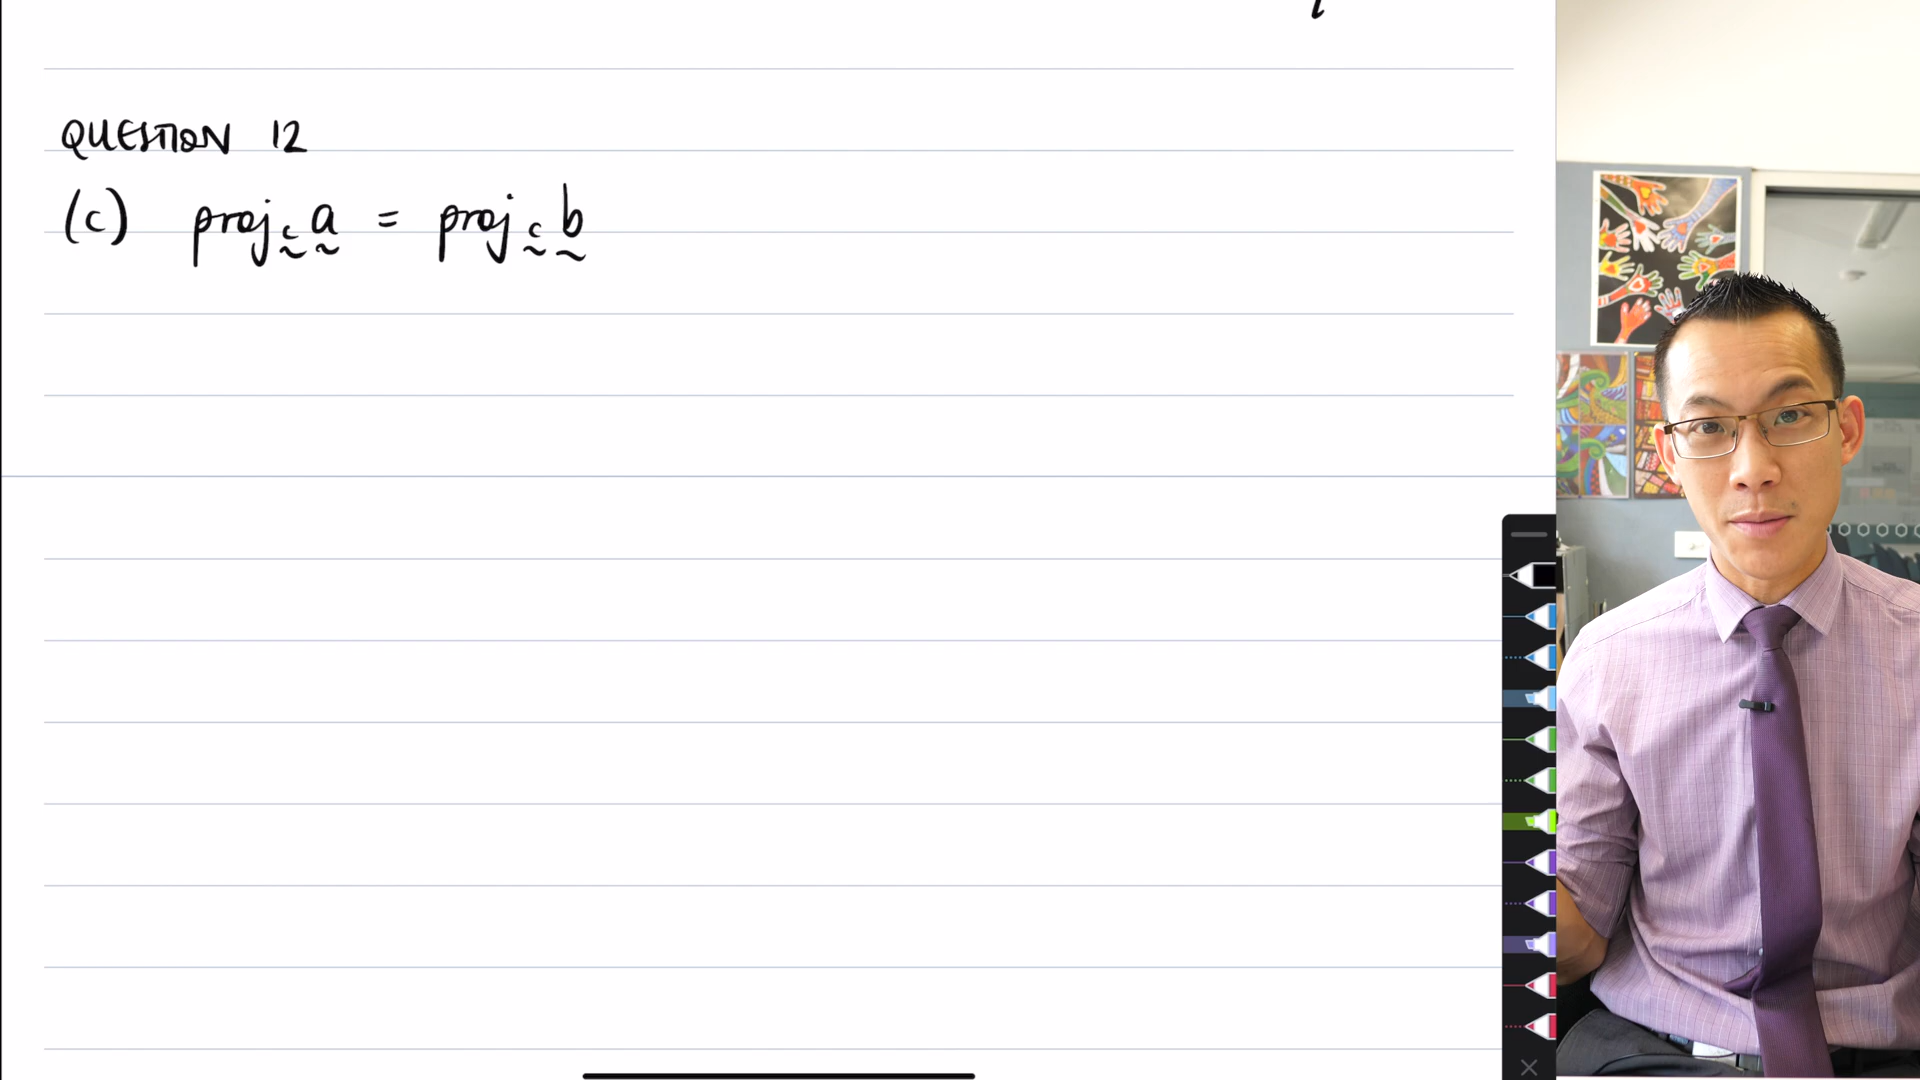 QUESTION 12
(c) proj_c a = proj_c b